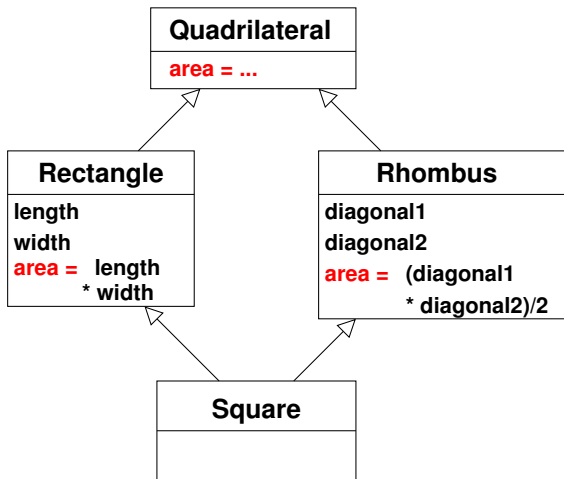 Quadrilateral
area = ...
Rectangle
length
width
area = length
* width
Rhombus
diagonal1
diagonal2
area = (diagonal1
* diagonal2)/2
Square